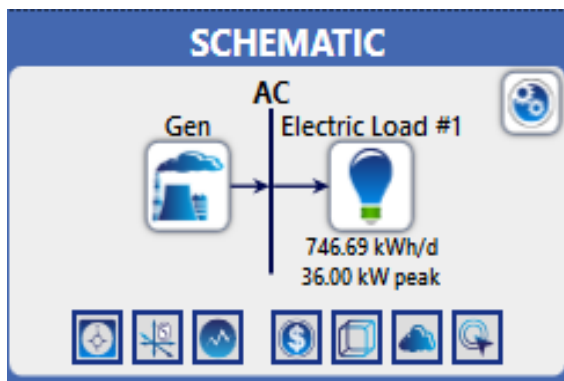 SCHEMATIC
AC
Gen
Electric Load #1
746.69 kWh/d
36.00 kW peak
$